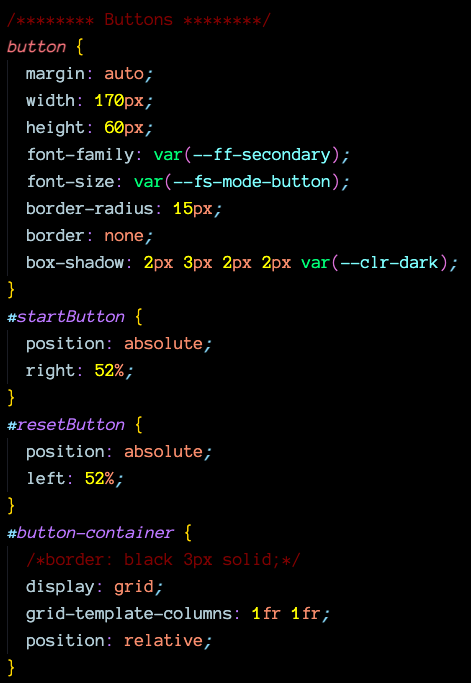 /******** Buttons ********/
button {
  margin: auto;
  width: 170px;
  height: 60px;
  font-family: var(--ff-secondary);
  font-size: var(--fs-mode-button);
  border-radius: 15px;
  border: none;
  box-shadow: 2px 3px 2px 2px var(--clr-dark);
}
#startButton {
  position: absolute;
  right: 52%;
}
#resetButton {
  position: absolute;
  left: 52%;
}
#button-container {
  /*border: black 3px solid;*/
  display: grid;
  grid-template-columns: 1fr 1fr;
  position: relative;
}